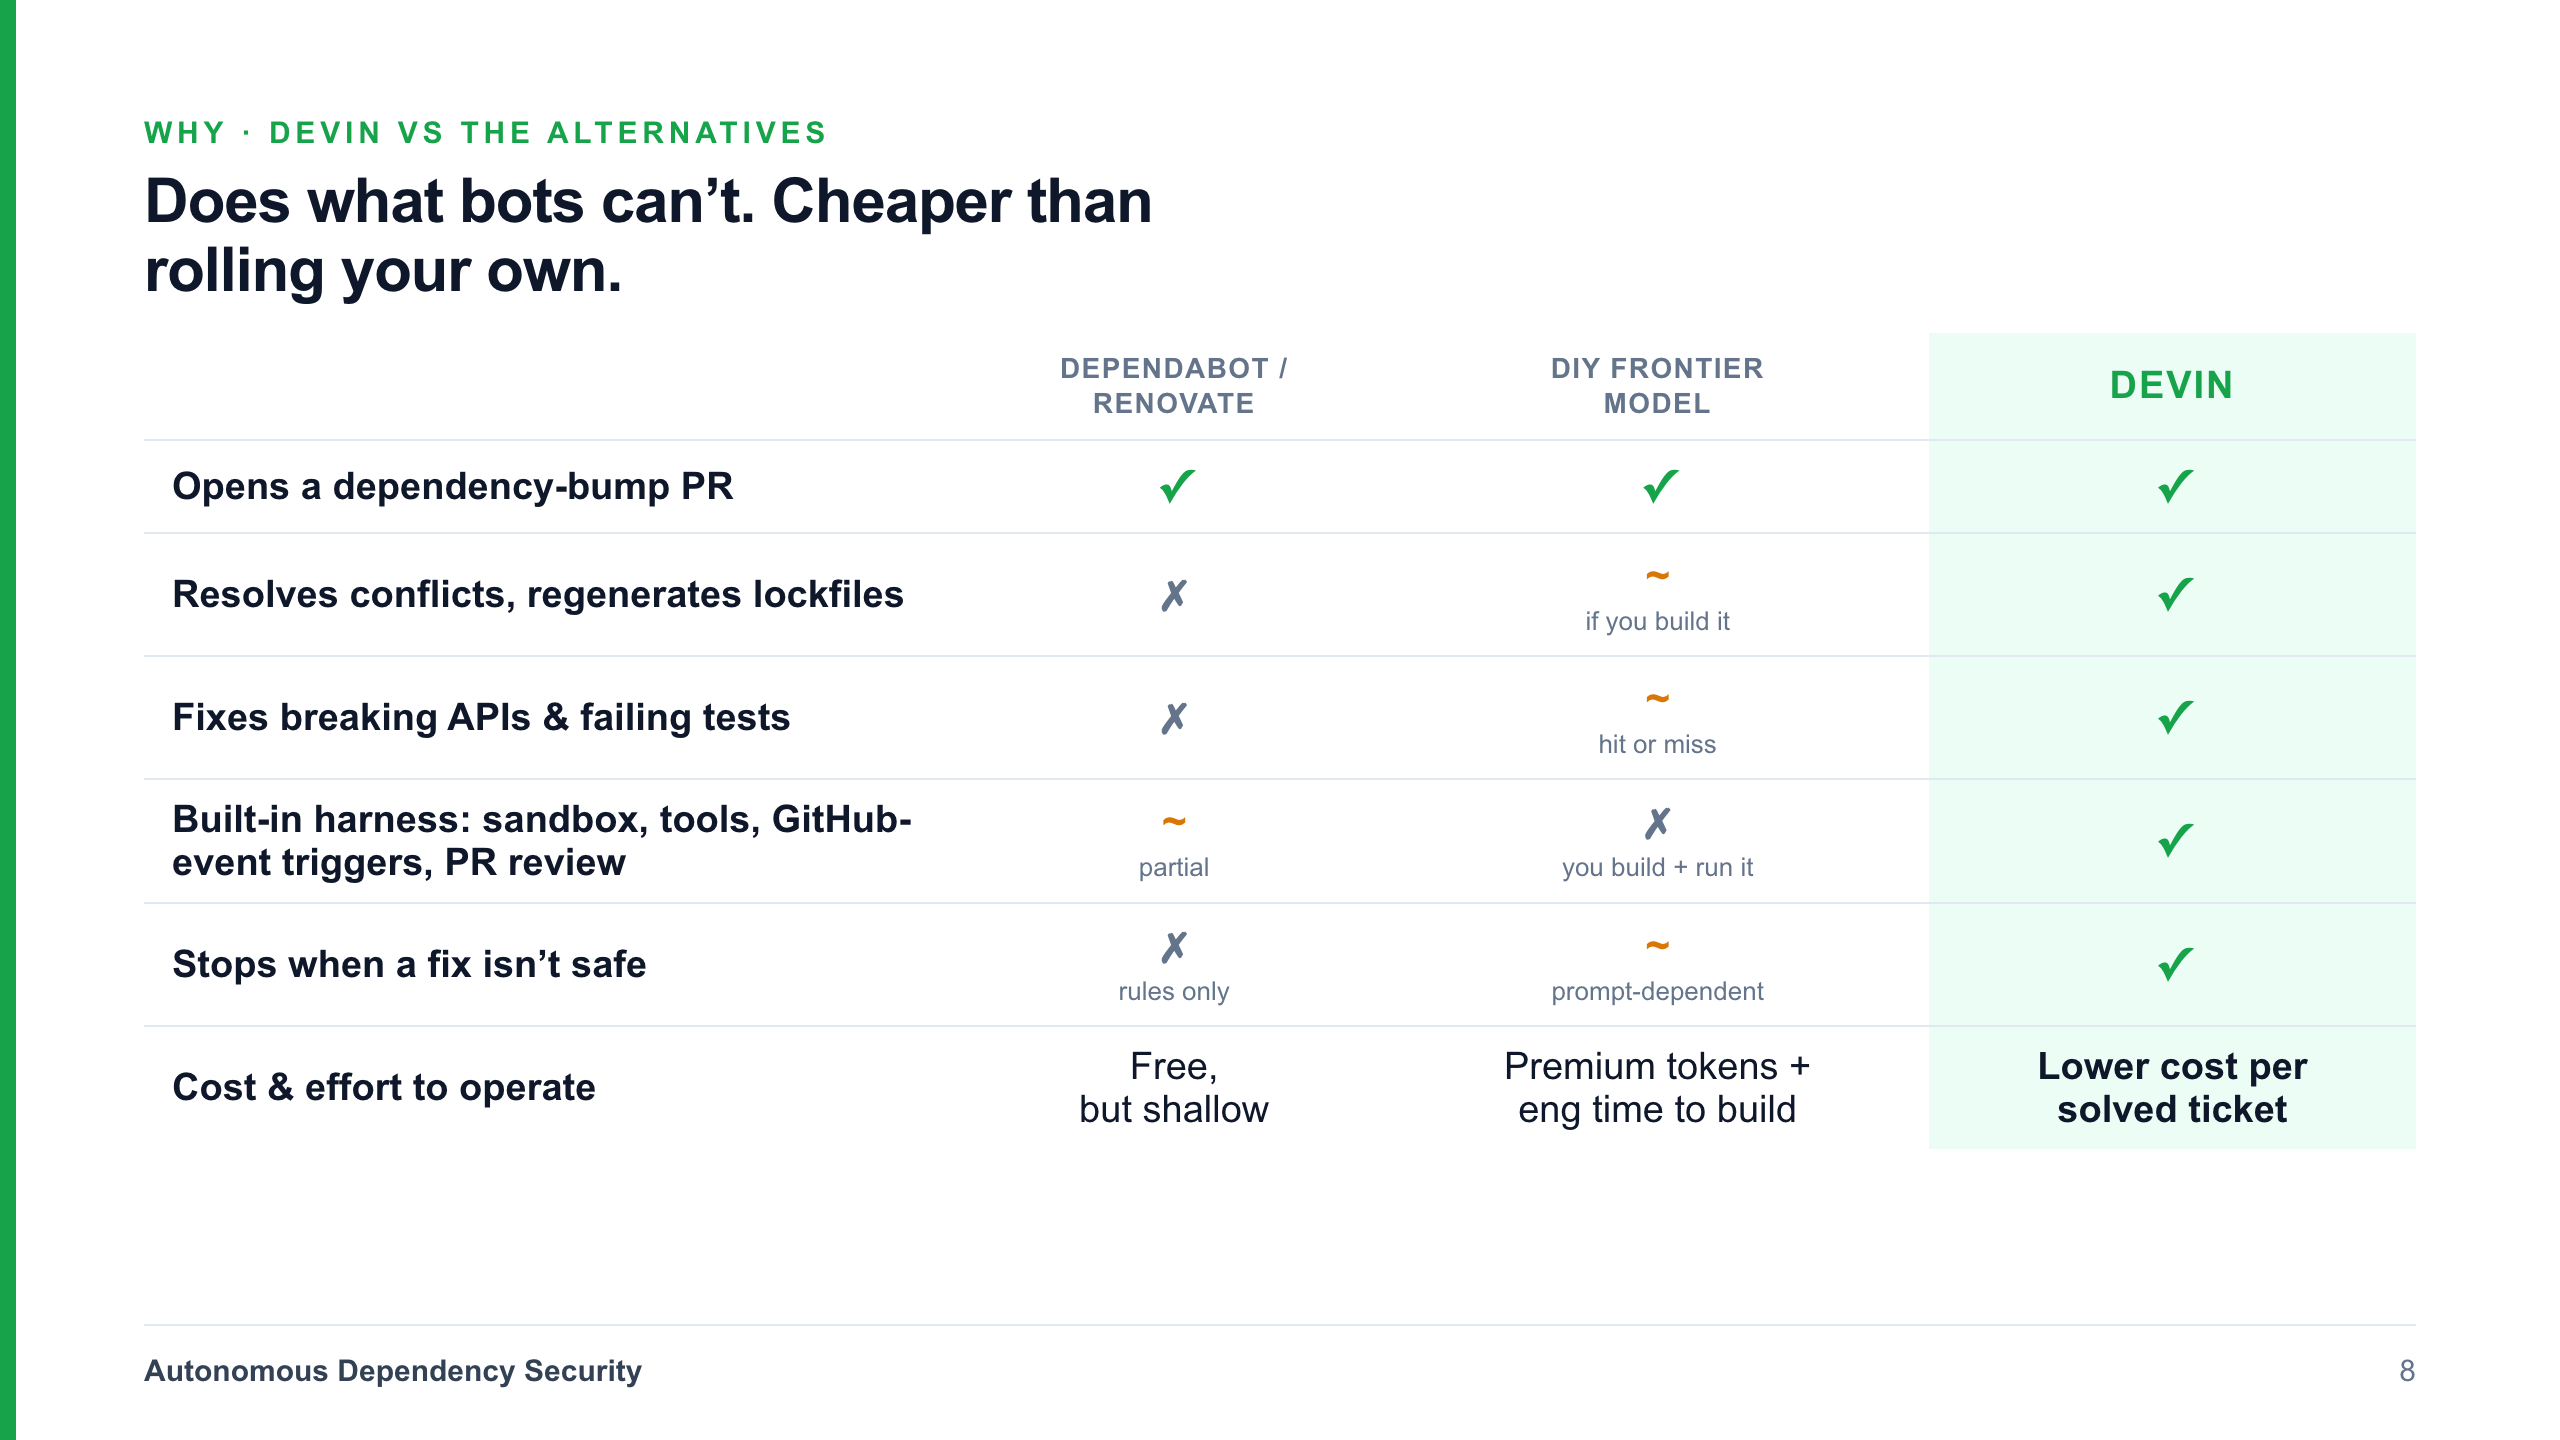 WHY · DEVIN VS THE ALTERNATIVES
Does what bots can’t. Cheaper than
rolling your own.
DEPENDABOT /
RENOVATE
DIY FRONTIER
MODEL
DEVIN
Opens a dependency-bump PR
✓
✓
✓
Resolves conflicts, regenerates lockfiles
✗
~
if you build it
✓
Fixes breaking APIs & failing tests
✗
~
hit or miss
✓
Built-in harness: sandbox, tools, GitHub-
event triggers, PR review
~
partial
✗
you build + run it
✓
Stops when a fix isn’t safe
✗
rules only
~
prompt-dependent
✓
Cost & effort to operate
Free,
but shallow
Premium tokens +
eng time to build
Lower cost per
solved ticket
Autonomous Dependency Security
8